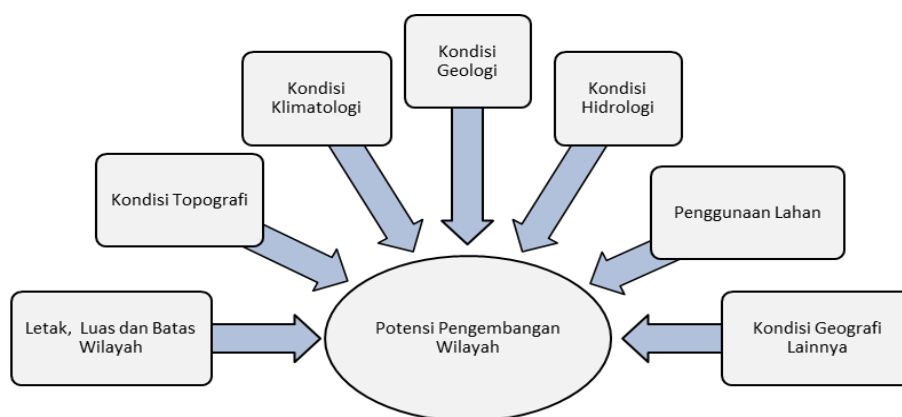 Kondisi
Geologi
Kondisi
Klimatologi
Kondisi
Hidrologi
Kondisi Topografi
Penggunaan Lahan
Letak, Luas dan Batas
Wilayah
Potensi Pengembangan
Wilayah
Kondisi Geografi
Lainnya